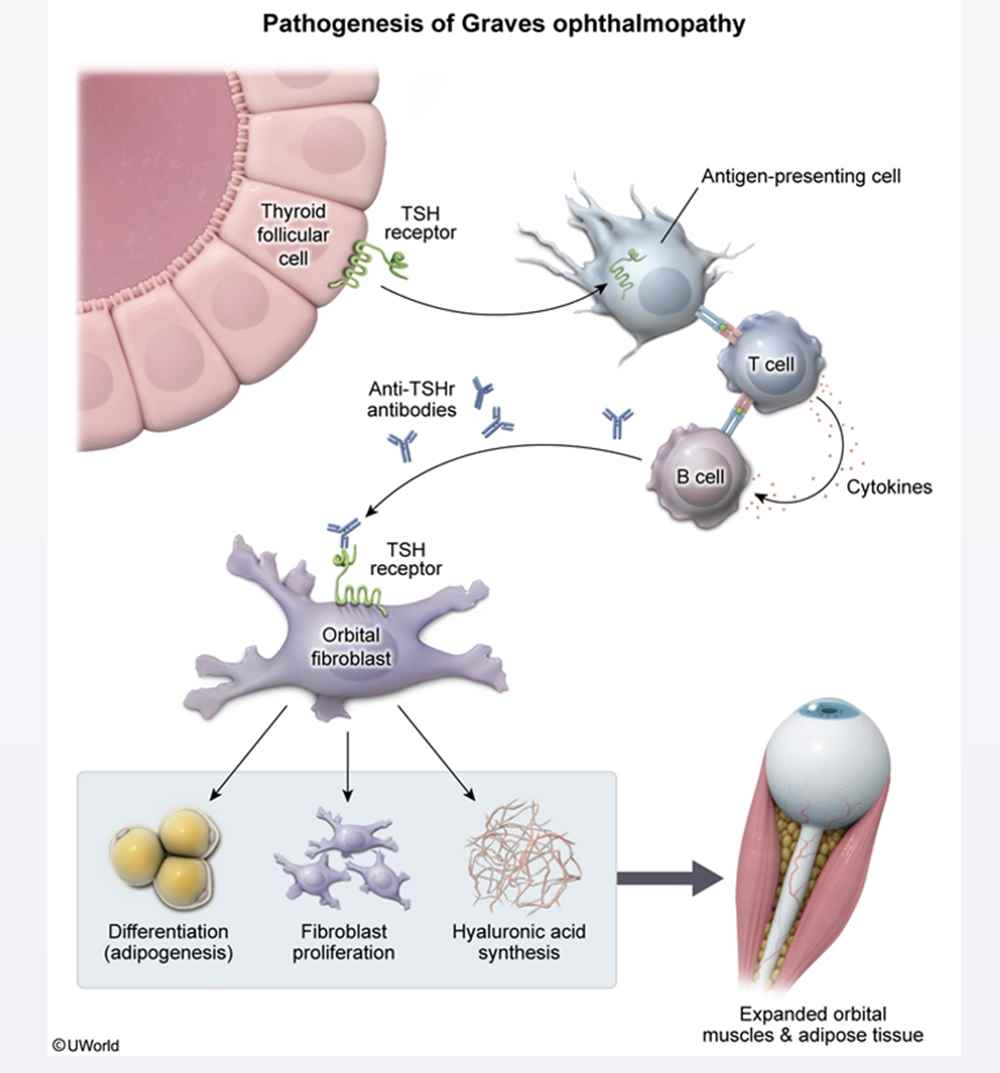 Pathogenesis of Graves ophthalmopathy
Antigen-presenting cell
Thyroid
follicular
cell
TSH
receptor
T cell
Anti-TSHr
antibodies
B cell
Cytokines
TSH
receptor
Orbital
fibroblast
Differentiation
(adipogenesis)
Fibroblast
proliferation
Hyaluronic acid
synthesis
Expanded orbital
muscles & adipose tissue
©UWorld